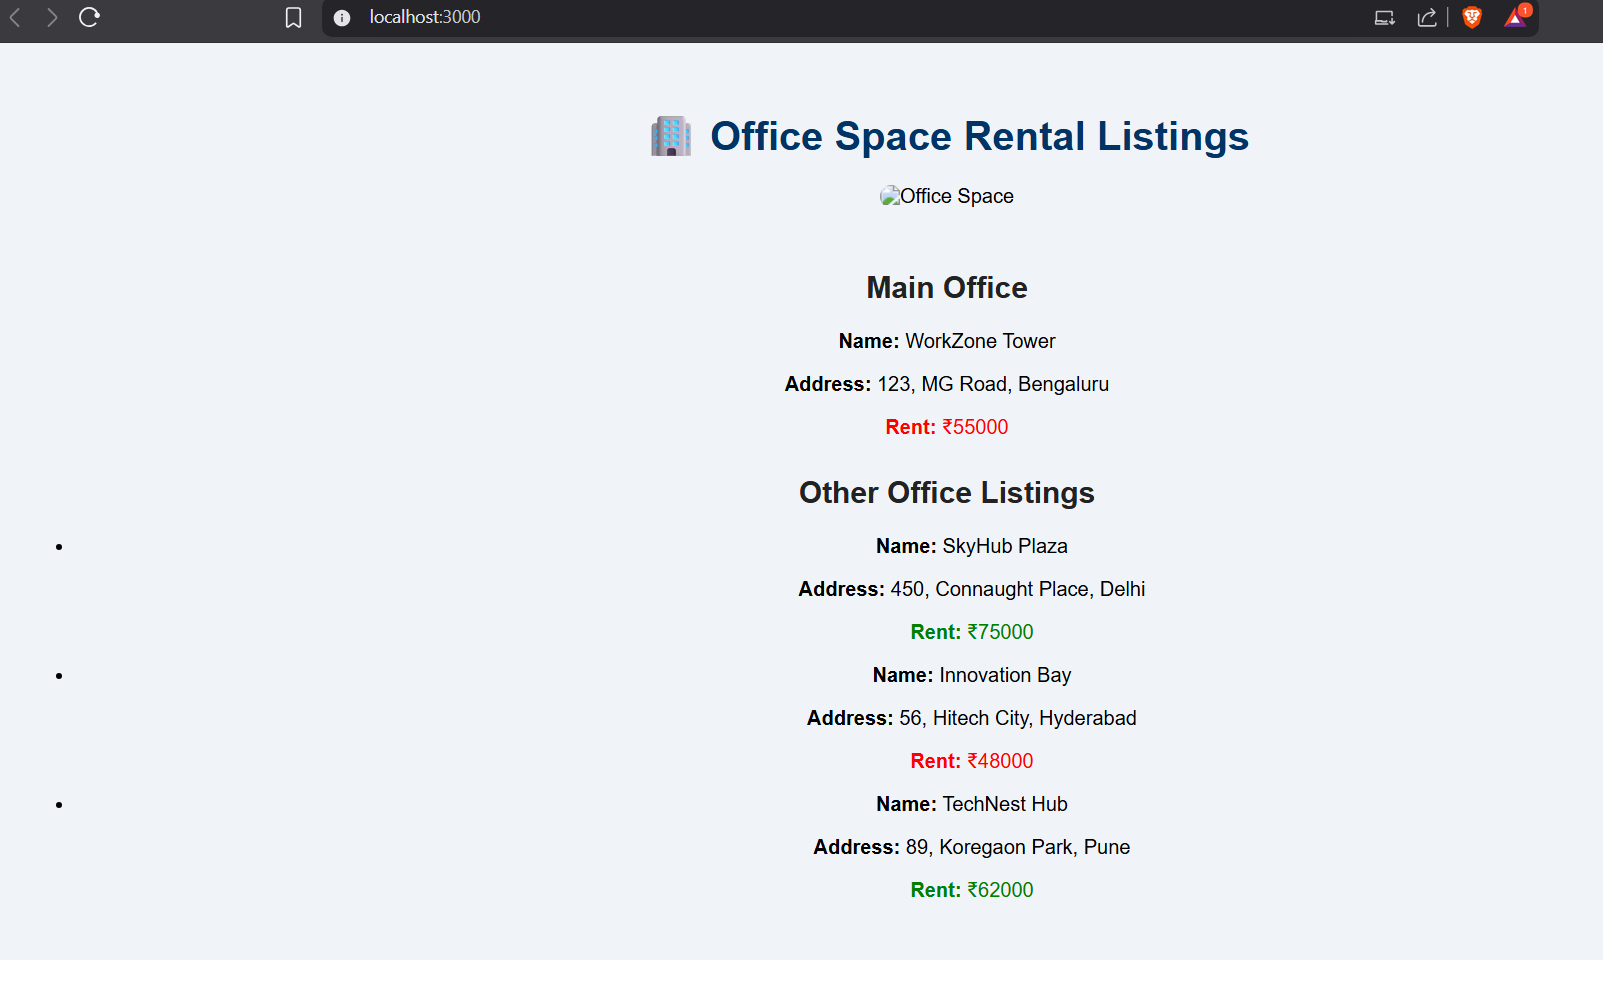 localhost:3000
1
Office Space Rental Listings
Office Space
Main Office
Name: WorkZone Tower
Address: 123, MG Road, Bengaluru
Rent: ₹55000
Other Office Listings
Name: SkyHub Plaza
Address: 450, Connaught Place, Delhi
Rent: ₹75000
Name: Innovation Bay
Address: 56, Hitech City, Hyderabad
Rent: ₹48000
Name: TechNest Hub
Address: 89, Koregaon Park, Pune
Rent: ₹62000